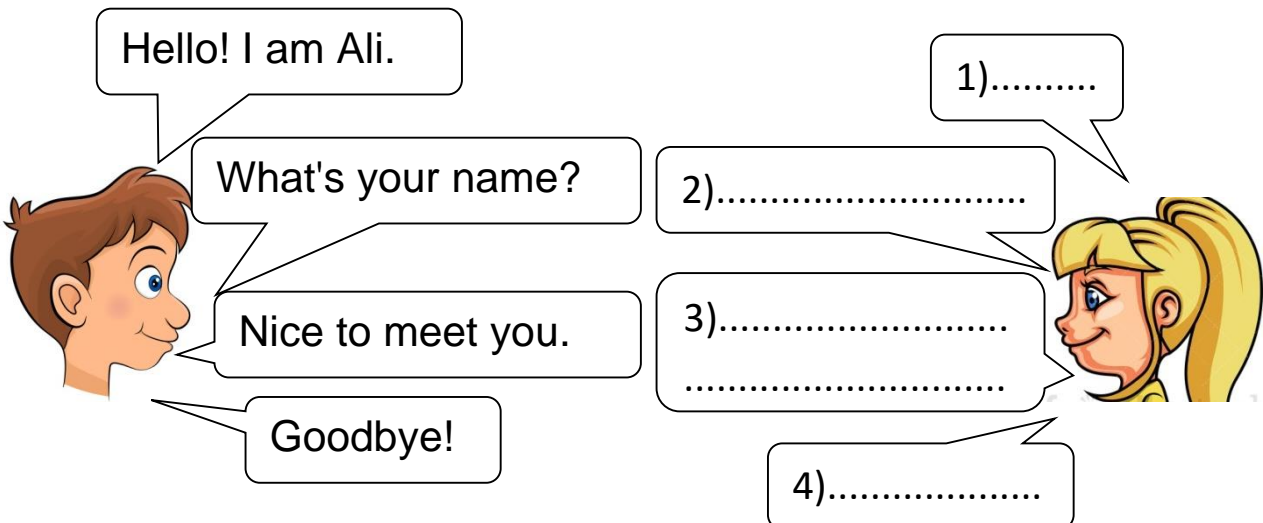 Hello! I am Ali.
1)..........
What's your name?
2).............................
Nice to meet you.
3)...........................
..............................
Goodbye!
4)....................